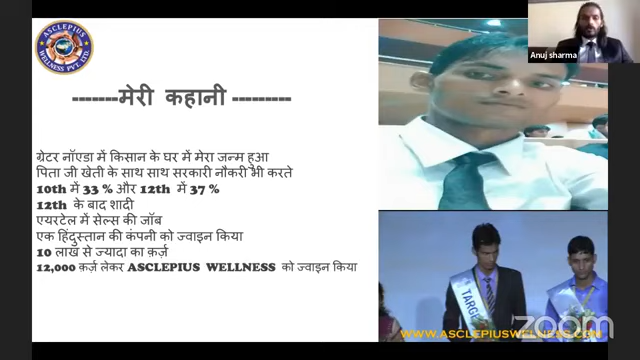 ASCLEPIUS
WELLNESS PVT. LTD.
Anuj sharma
-------मेरी कहानी ---------
ग्रेटर नॉएडा में किसान के घर में मेरा जन्म हुआ
पिता जी खेती के साथ साथ सरकारी नौकरी भी करते
10th में 33 % और 12th में 37 %
12th के बाद शादी
एयरटेल में सेल्स की जॉब
एक हिंदुस्तान की कंपनी को ज्वाइन किया
10 लाख से ज्यादा का क़र्ज़
12,000 क़र्ज़ लेकर ASCLEPIUS WELLNESS को ज्वाइन किया
TARGE
zoom
WWW.ASCLEPIUSWELLNESS.COM